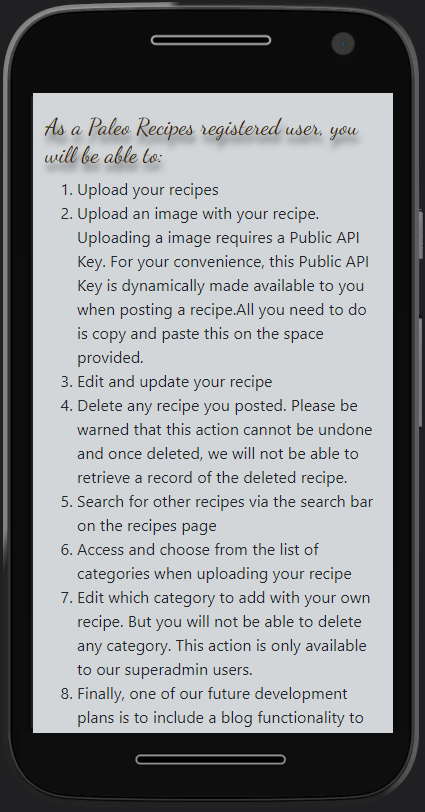 As a Paleo Recipes registered user, you
will be able to:
1. Upload your recipes
2. Upload an image with your recipe.
Uploading a image requires a Public API
Key. For your convenience, this Public API
Key is dynamically made available to you
when posting a recipe.All you need to do
is copy and paste this on the space
provided.
3. Edit and update your recipe
4. Delete any recipe you posted. Please be
warned that this action cannot be undone
and once deleted, we will not be able to
retrieve a record of the deleted recipe.
5. Search for other recipes via the search bar
on the recipes page
6. Access and choose from the list of
categories when uploading your recipe
7. Edit which category to add with your own
recipe. But you will not be able to delete
any category. This action is only available
to our superadmin users.
8. Finally, one of our future development
plans is to include a blog functionality to